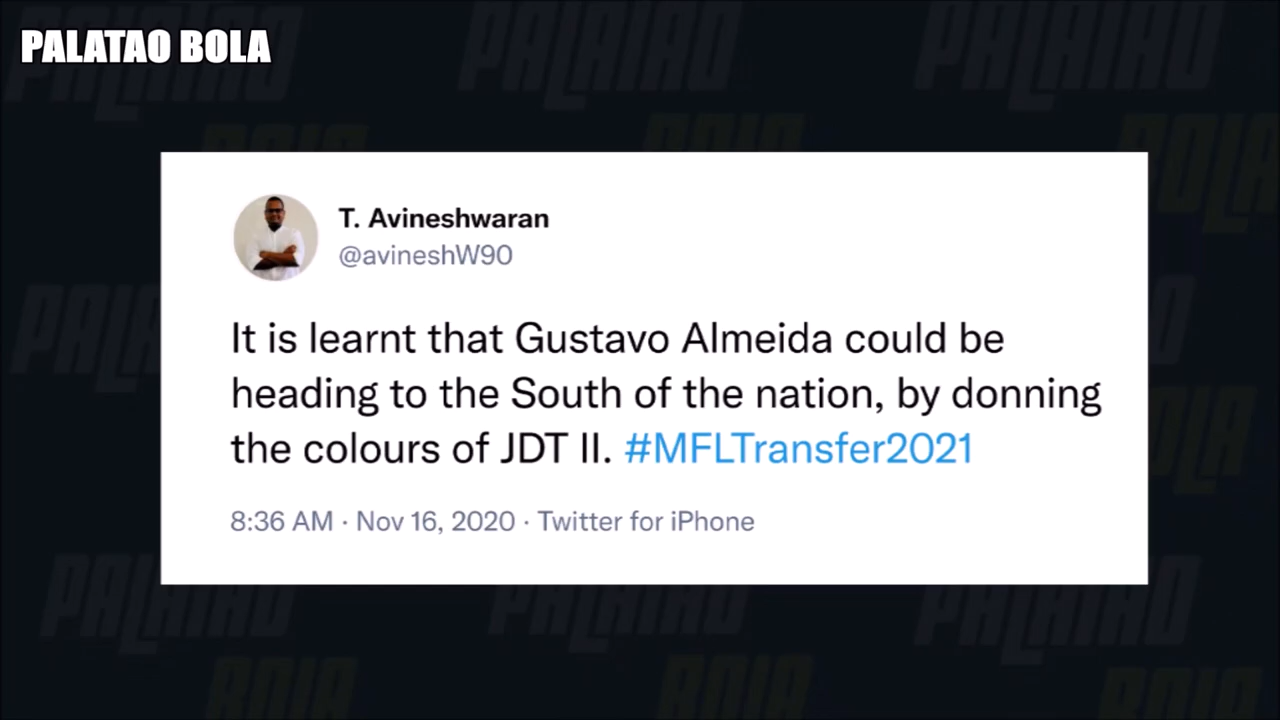 PALATAO BOLA
T. Avineshwaran
@avineshW90
It is learnt that Gustavo Almeida could be
heading to the South of the nation, by donning
the colours of JDT II. #MFLTransfer2021
8:36 AM · Nov 16, 2020 · Twitter for iPhone